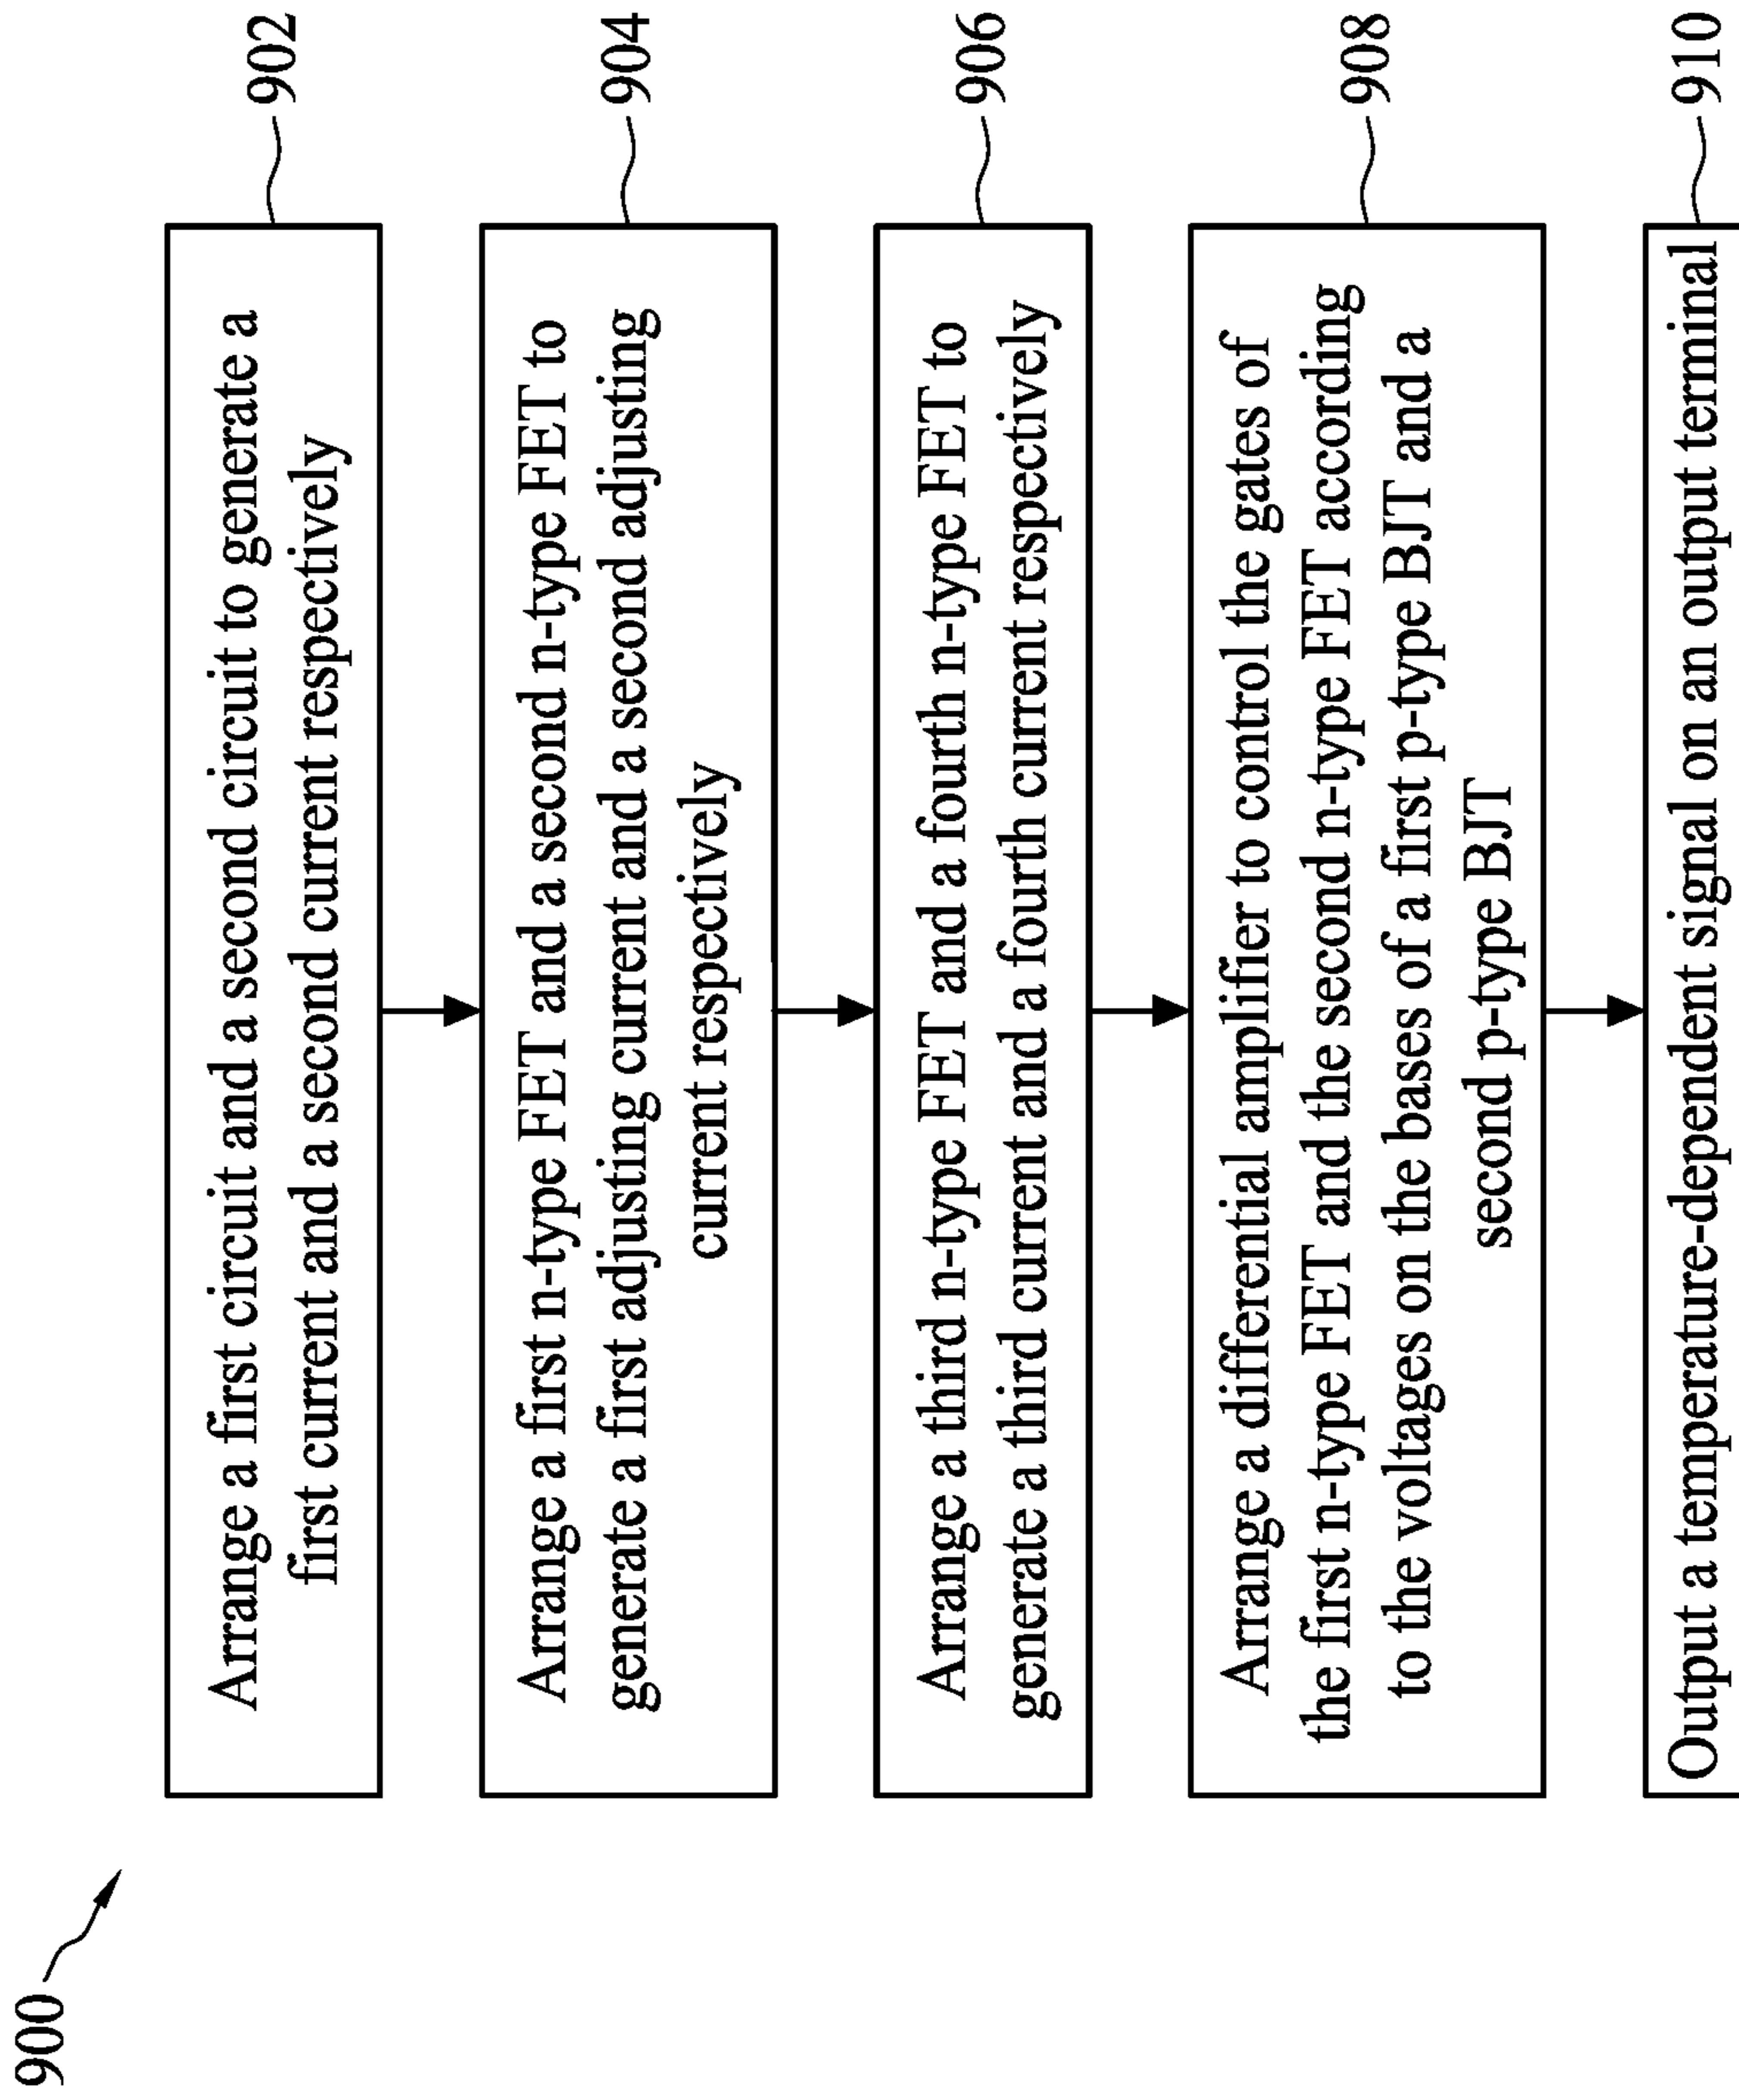 900
Arrange a first circuit and a second circuit to generate a
first current and a second current respectively
902
Arrange a first n-type FET and a second n-type FET to
generate a first adjusting current and a second adjusting
current respectively
904
Arrange a third n-type FET and a fourth n-type FET to
generate a third current and a fourth current respectively
906
Arrange a differential amplifier to control the gates of
the first n-type FET and the second n-type FET according
to the voltages on the bases of a first p-type BJT and a
second p-type BJT
908
Output a temperature-dependent signal on an output terminal
910